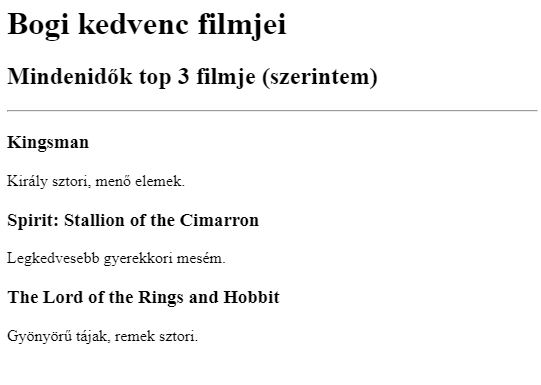 Bogi kedvenc filmjei
Mindenidők top 3 filmje (szerintem)
Kingsman
Király sztori, menő elemek.
Spirit: Stallion of the Cimarron
Legkedvesebb gyerekkori mesém.
The Lord of the Rings and Hobbit
Gyönyörű tájak, remek sztori.